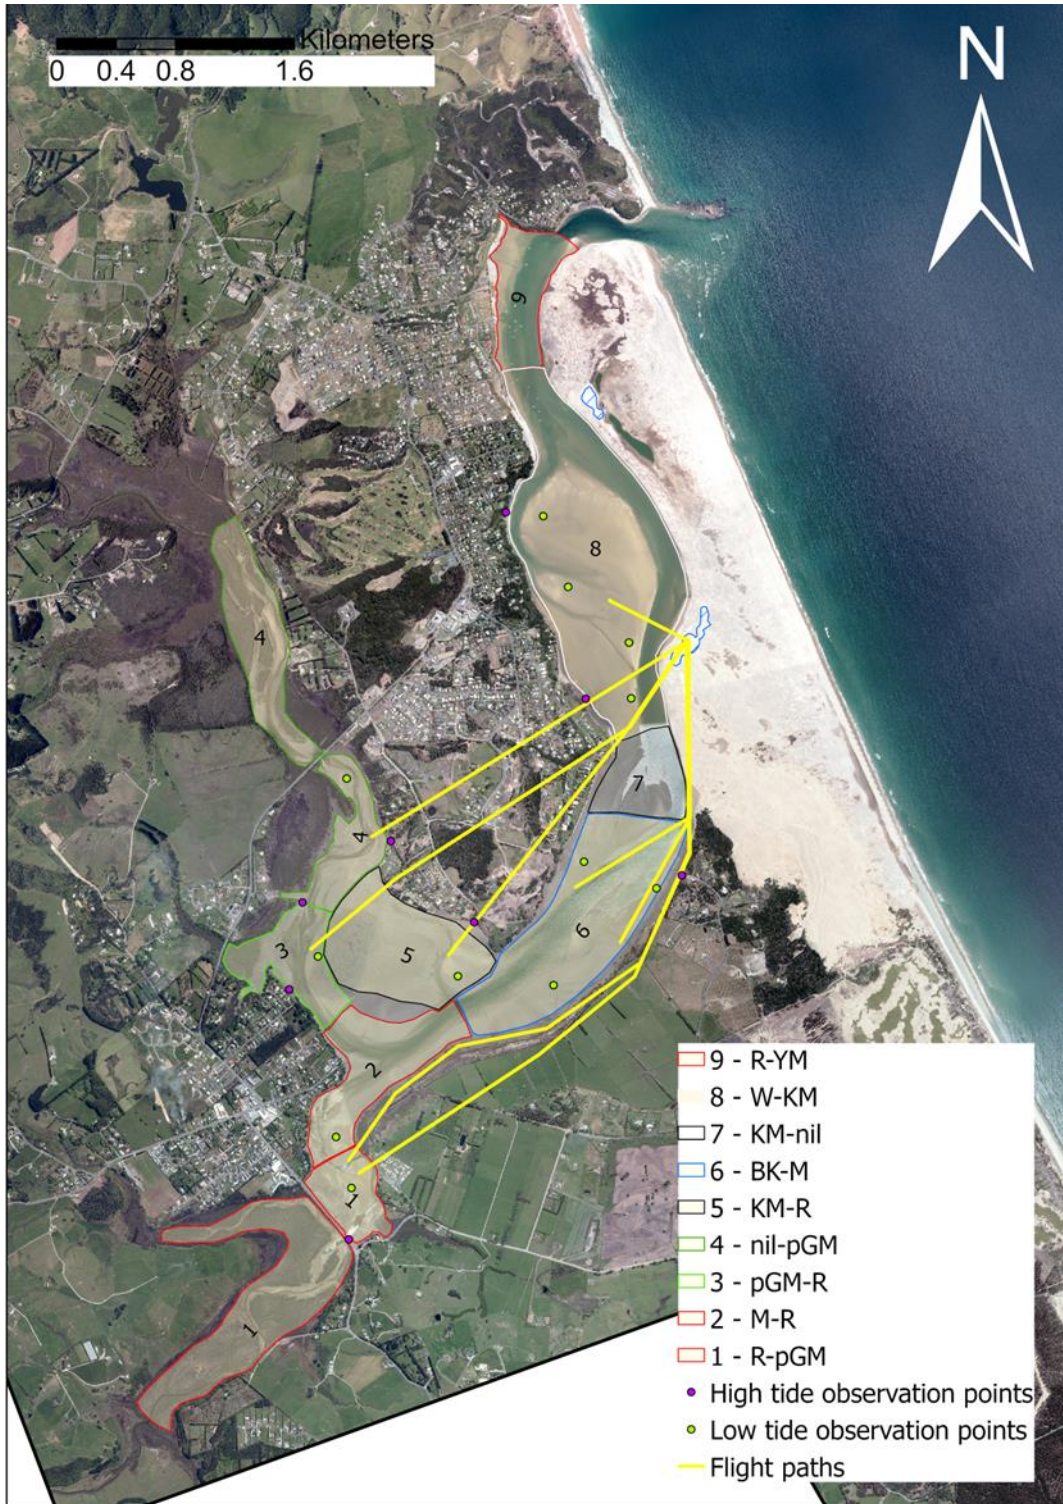 Kilometers
0 0.4 0.8 1.6
N
9
8
4
7
4
3
5
6
2
1
1
9 - R-YM
8 - W-KM
7 - KM-nil
6 - BK-M
5 - KM-R
4 - nil-pGM
3 - pGM-R
2 - M-R
1 - R-pGM
High tide observation points
Low tide observation points
Flight paths